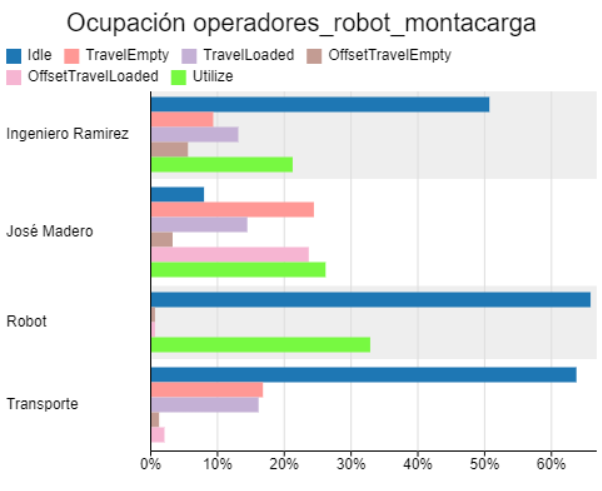 Ocupación operadores_robot_montacarga
Idle TravelEmpty TravelLoaded OffsetTravelEmpty
OffsetTravelLoaded Utilize
Ingeniero Ramirez
José Madero
Robot
Transporte
0% 10% 20% 30% 40% 50% 60%